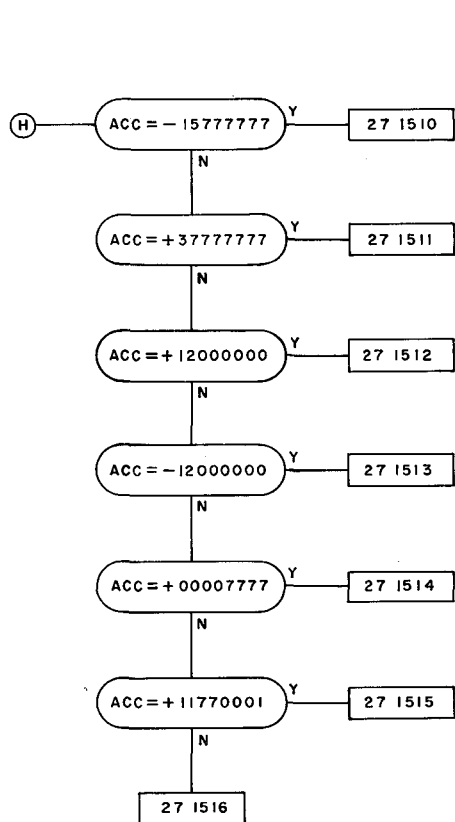 Y
H ACC = - 15777777 27 1510
N
Y
ACC = +37777777 27 1511
N
Y
ACC = +12000000 27 1512
N
Y
ACC = -12000000 27 1513
N
Y
ACC = +00007777 27 1514
N
Y
ACC = +11770001 27 1515
N
27 1516